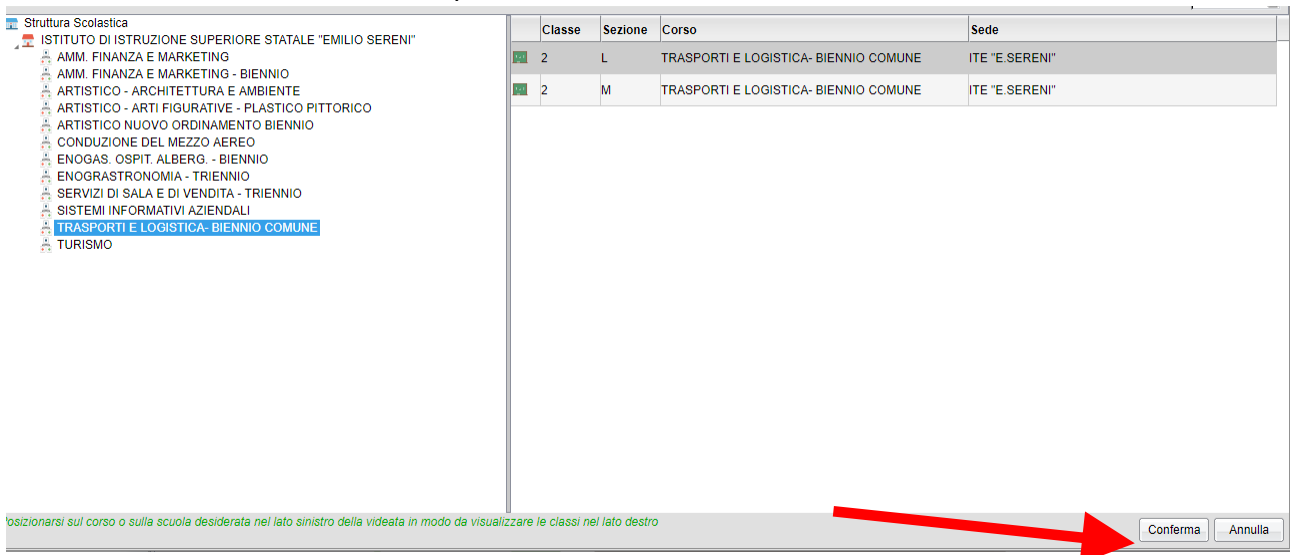 Struttura Scolastica
ISTITUTO DI ISTRUZIONE SUPERIORE STATALE "EMILIO SERENI"
AMM. FINANZA E MARKETING
AMM. FINANZA E MARKETING - BIENNIO
ARTISTICO - ARCHITETTURA E AMBIENTE
ARTISTICO - ARTI FIGURATIVE - PLASTICO PITTORICO
ARTISTICO NUOVO ORDINAMENTO BIENNIO
CONDUZIONE DEL MEZZO AEREO
ENOGAS. OSPIT. ALBERG. - BIENNIO
ENOGRASTRONOMIA - TRIENNIO
SERVIZI DI SALA E DI VENDITA - TRIENNIO
SISTEMI INFORMATIVI AZIENDALI
TRASPORTI E LOGISTICA- BIENNIO COMUNE
TURISMO
Classe Sezione Corso Sede
2 L TRASPORTI E LOGISTICA- BIENNIO COMUNE ITE "E.SERENI"
2 M TRASPORTI E LOGISTICA- BIENNIO COMUNE ITE "E.SERENI"
Posizionarsi sul corso o sulla scuola desiderata nel lato sinistro della videata in modo da visualizzare le classi nel lato destro
Conferma Annulla